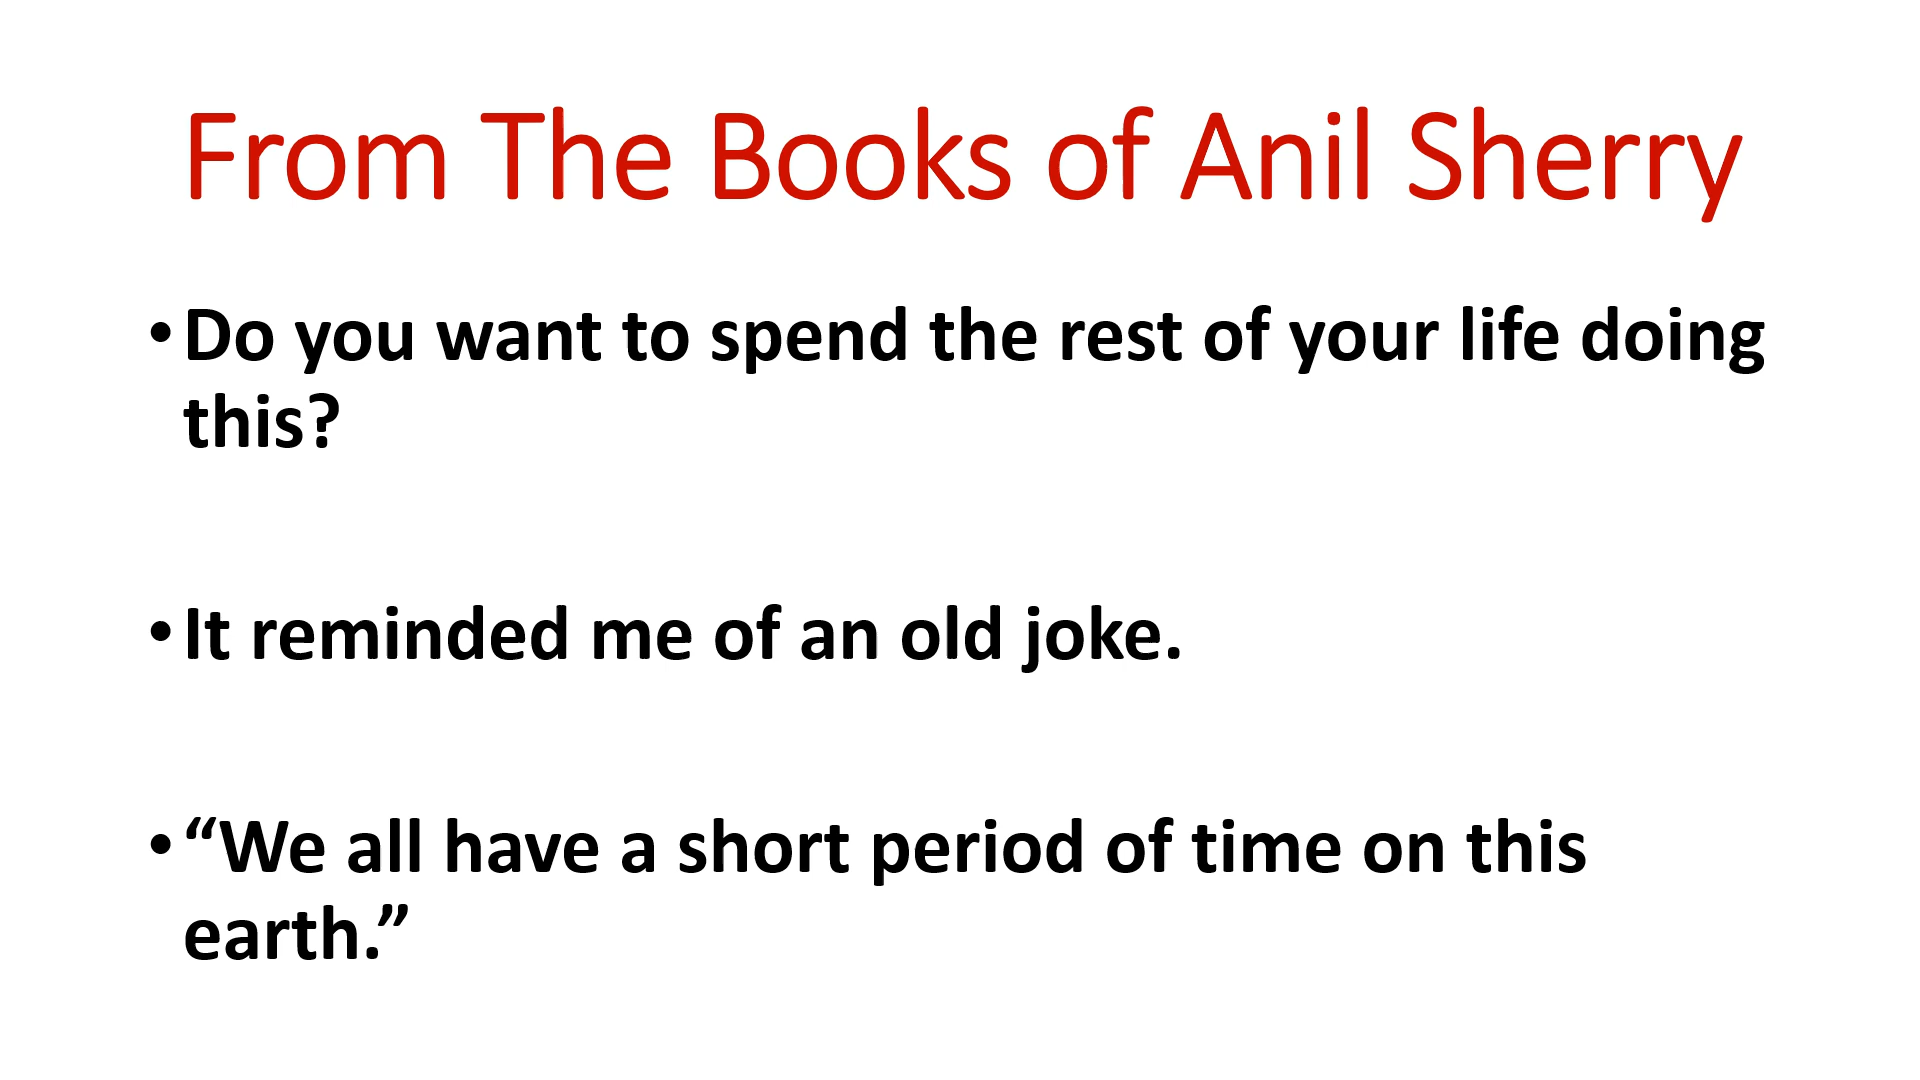 From The Books of Anil Sherry
• Do you want to spend the rest of your life doing
this?
• It reminded me of an old joke.
• “We all have a short period of time on this
earth.”